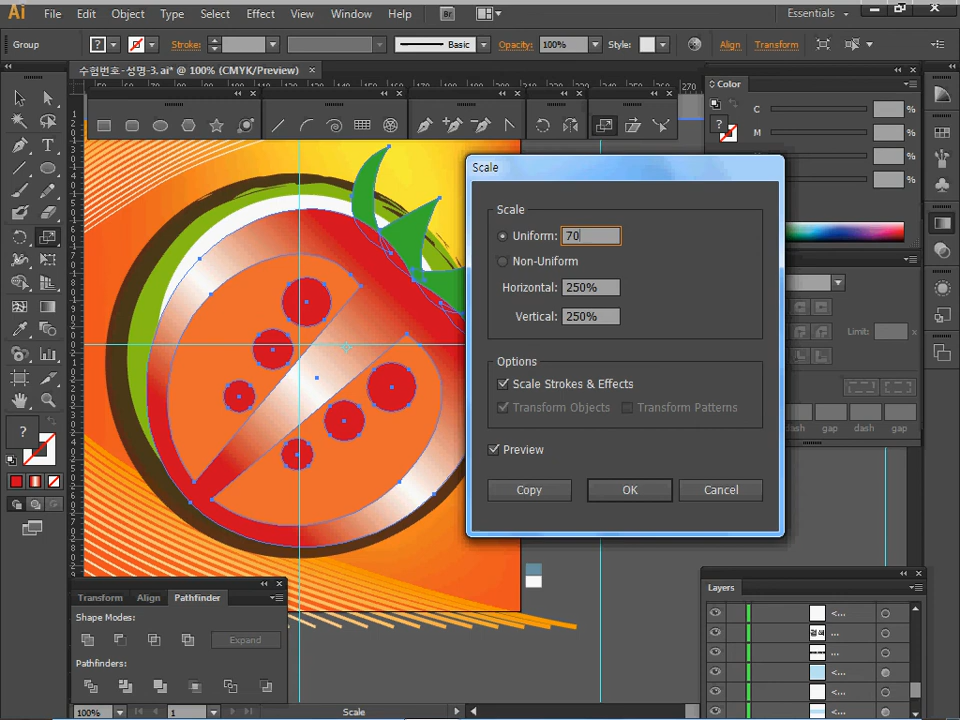 Ai File Edit Object Type Select Effect View Window Help Br Essentials
Group ? Stroke: Basic Opacity: 100% Style: Align Transform
수험번호-성명-3.ai* @ 100% (CMYK/Preview)
270
Color
C %
M %
%
%
?
Scale
Scale
Uniform: 70
Non-Uniform
Horizontal: 250%
Vertical: 250%
Options
Scale Strokes & Effects
Transform Objects Transform Patterns
Preview
Copy OK Cancel
Limit: x
dash gap dash gap
?
Transform Align Pathfinder
Shape Modes:
Expand
Pathfinders:
Layers
<...
...
...
<...
<...
<...
100% 1 Scale